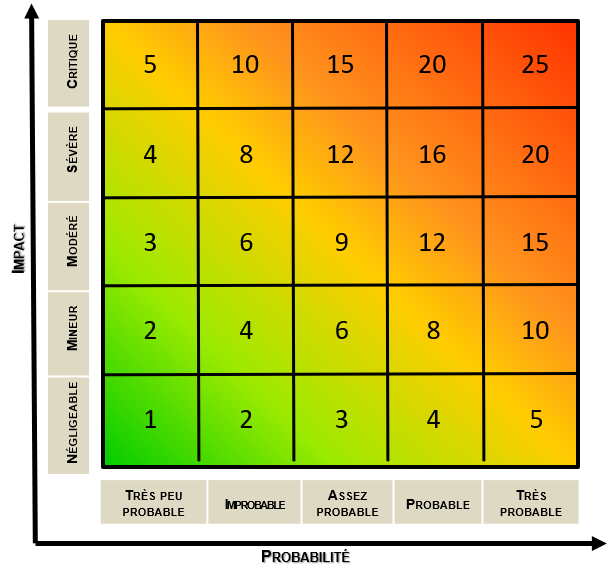 IMPACT
CRITIQUE
5 10 15 20 25
SÉVÈRE
4 8 12 16 20
MODÉRÉ
3 6 9 12 15
MINEUR
2 4 6 8 10
NÉGLIGEABLE
1 2 3 4 5
TRÈS PEU
PROBABLE
IMPROBABLE
ASSEZ
PROBABLE
PROBABLE
TRÈS
PROBABLE
PROBABILITÉ